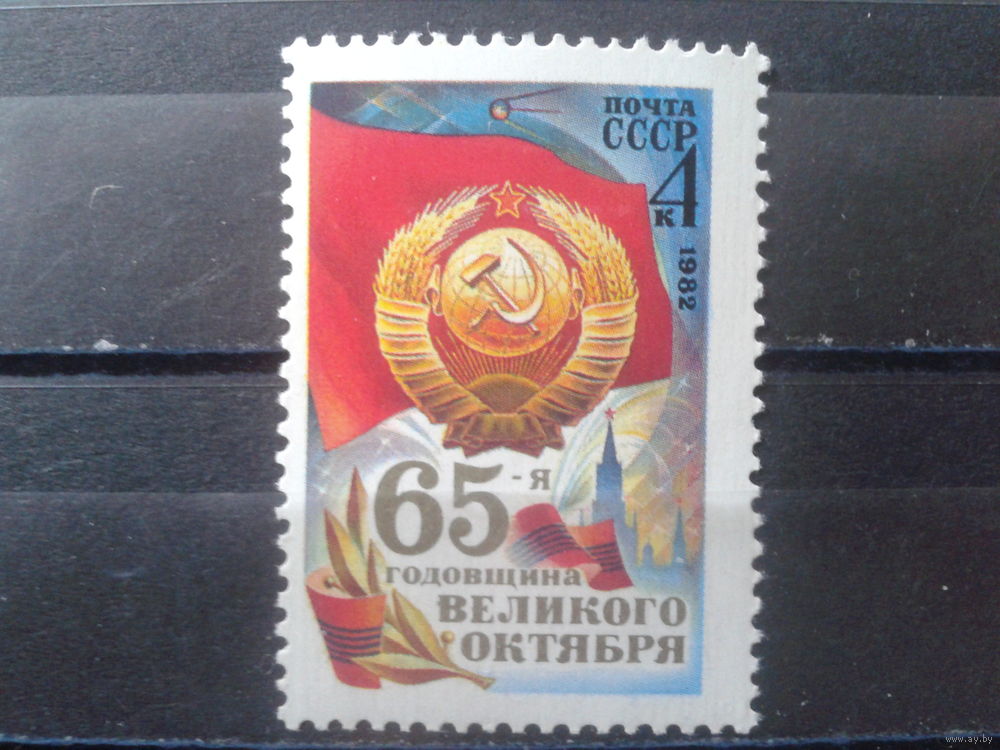 ПОЧТА
СССР
4
к
1982
65-я
годовщина
ВЕЛИКОГО
ОКТЯБРЯ
www.ay.by